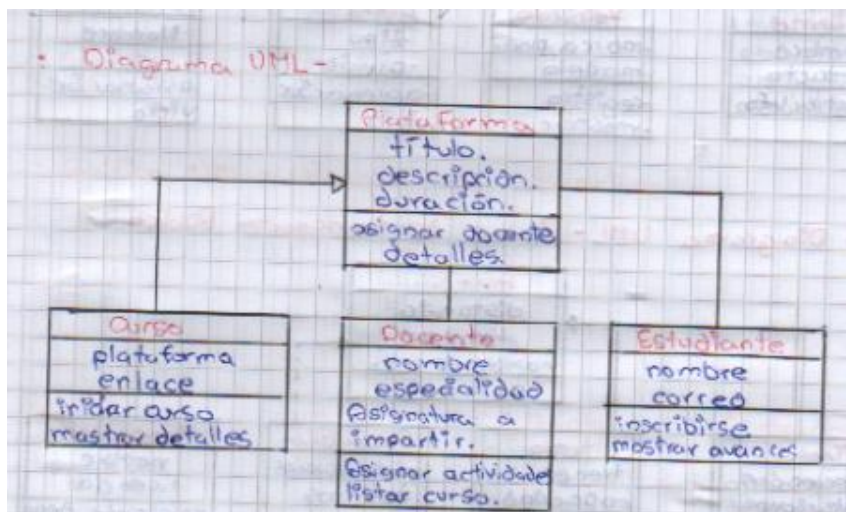 · Diagrama UML -
Plataforma
título.
descripción.
duración.
asignar docente
detalles.
Curso
plataforma
enlace
iniciar curso
mostrar detalles
Docente
nombre
especialidad
Asignatura a
impartir.
Asignar actividades
listar curso.
Estudiante
nombre
correo
inscribirse
mostrar avances